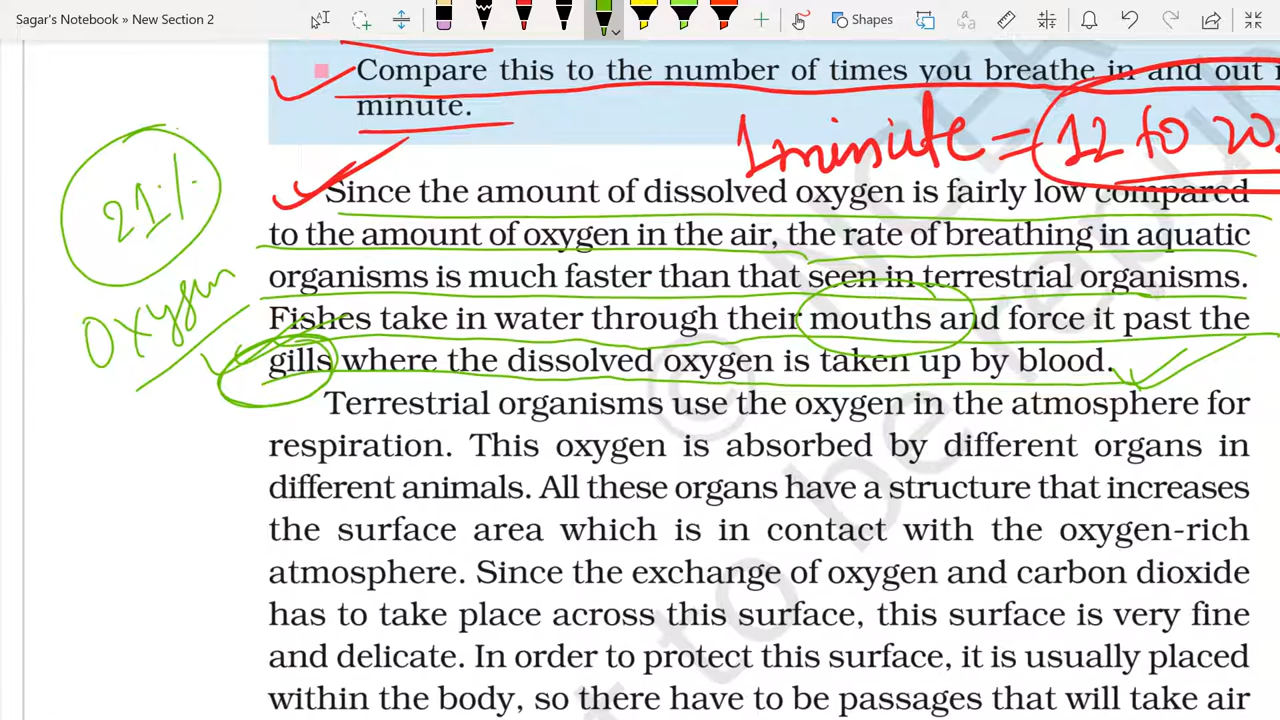 Sagar's Notebook » New Section 2
Shapes
Compare this to the number of times you breathe in and out
minute.
1 minute = 12 to 20
21%
Oxygen
Since the amount of dissolved oxygen is fairly low compared
to the amount of oxygen in the air, the rate of breathing in aquatic
organisms is much faster than that seen in terrestrial organisms.
Fishes take in water through their mouths and force it past the
gills where the dissolved oxygen is taken up by blood.
Terrestrial organisms use the oxygen in the atmosphere for
respiration. This oxygen is absorbed by different organs in
different animals. All these organs have a structure that increases
the surface area which is in contact with the oxygen-rich
atmosphere. Since the exchange of oxygen and carbon dioxide
has to take place across this surface, this surface is very fine
and delicate. In order to protect this surface, it is usually placed
within the body, so there have to be passages that will take air